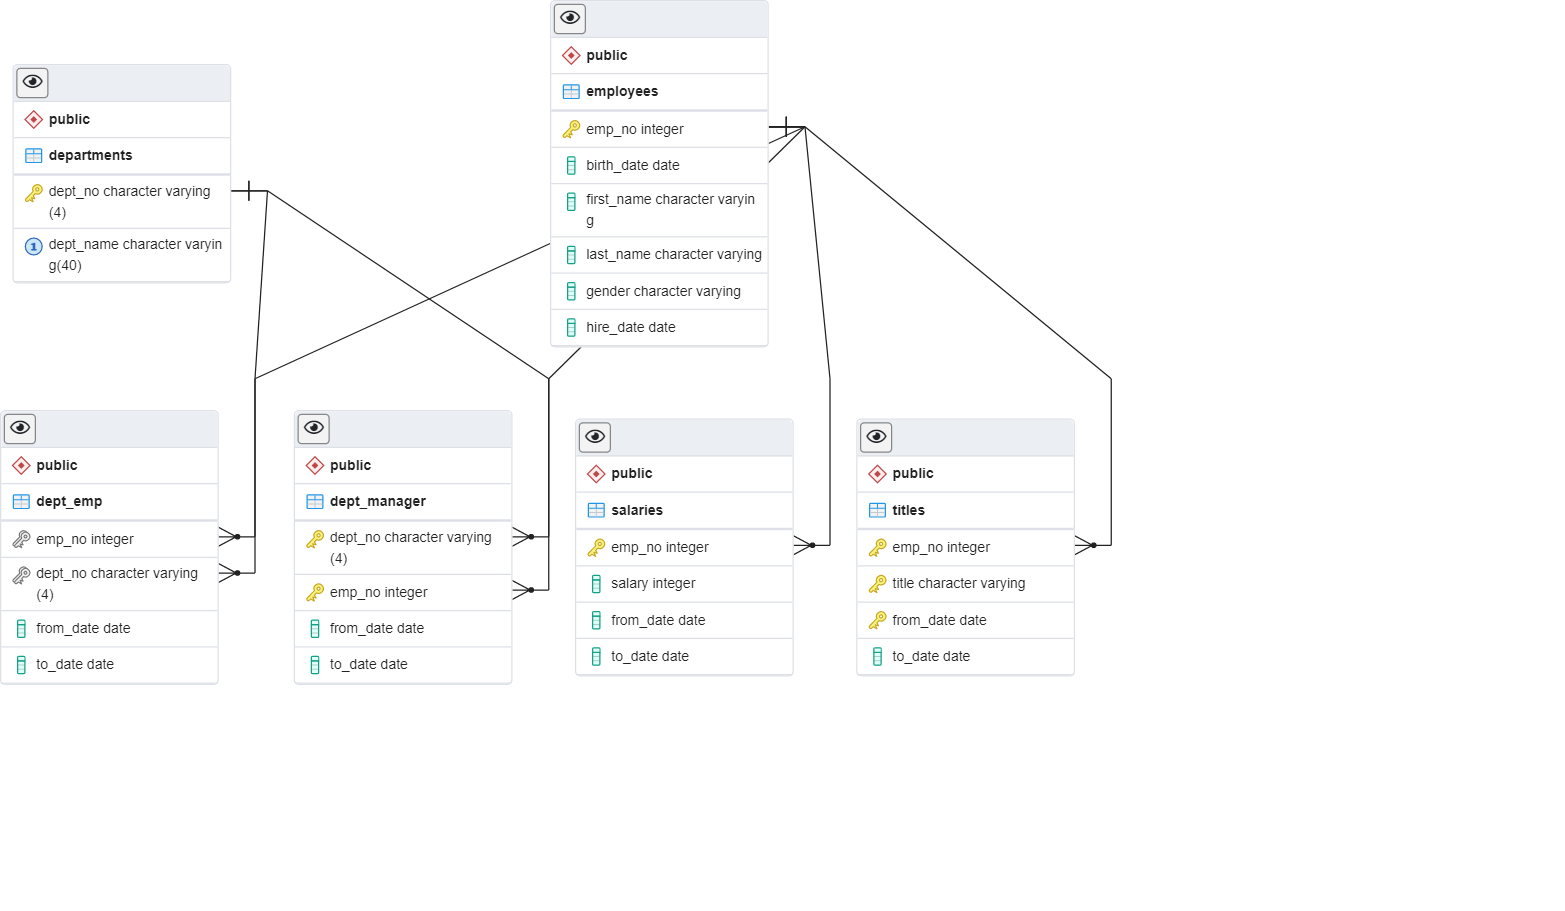 public
employees
emp_no integer
birth_date date
first_name character varyin
g
last_name character varying
gender character varying
hire_date date
public
departments
dept_no character varying
(4)
1
dept_name character varyin
g(40)
public
dept_emp
emp_no integer
dept_no character varying
(4)
from_date date
to_date date
public
dept_manager
dept_no character varying
(4)
emp_no integer
from_date date
to_date date
public
salaries
emp_no integer
salary integer
from_date date
to_date date
public
titles
emp_no integer
title character varying
from_date date
to_date date